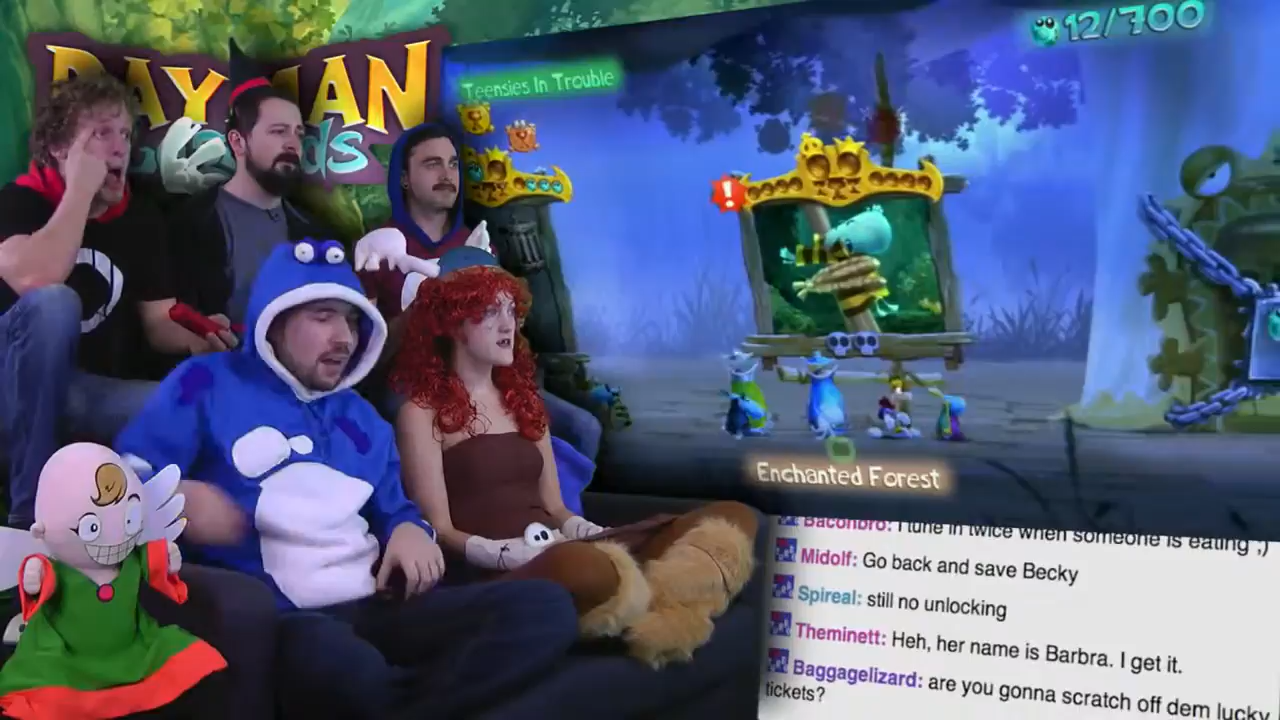 RAYMAN
Teensies In Trouble
12/700
!
Enchanted Forest
Baconbro: I tune in twice when someone is eating ;)
Midolf: Go back and save Becky
Spireal: still no unlocking
Theminett: Heh, her name is Barbra. I get it.
Baggagelizard: are you gonna scratch off dem lucky
tickets?